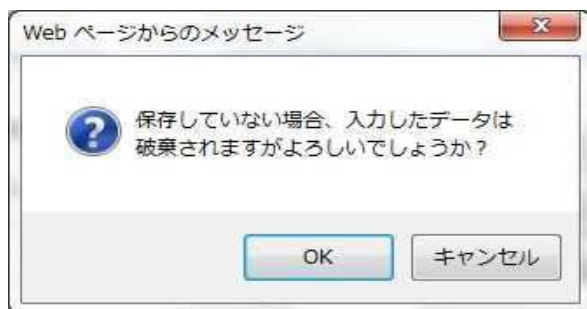 Web ページからのメッセージ
保存していない場合、入力したデータは
破棄されますがよろしいでしょうか？
OK
キャンセル